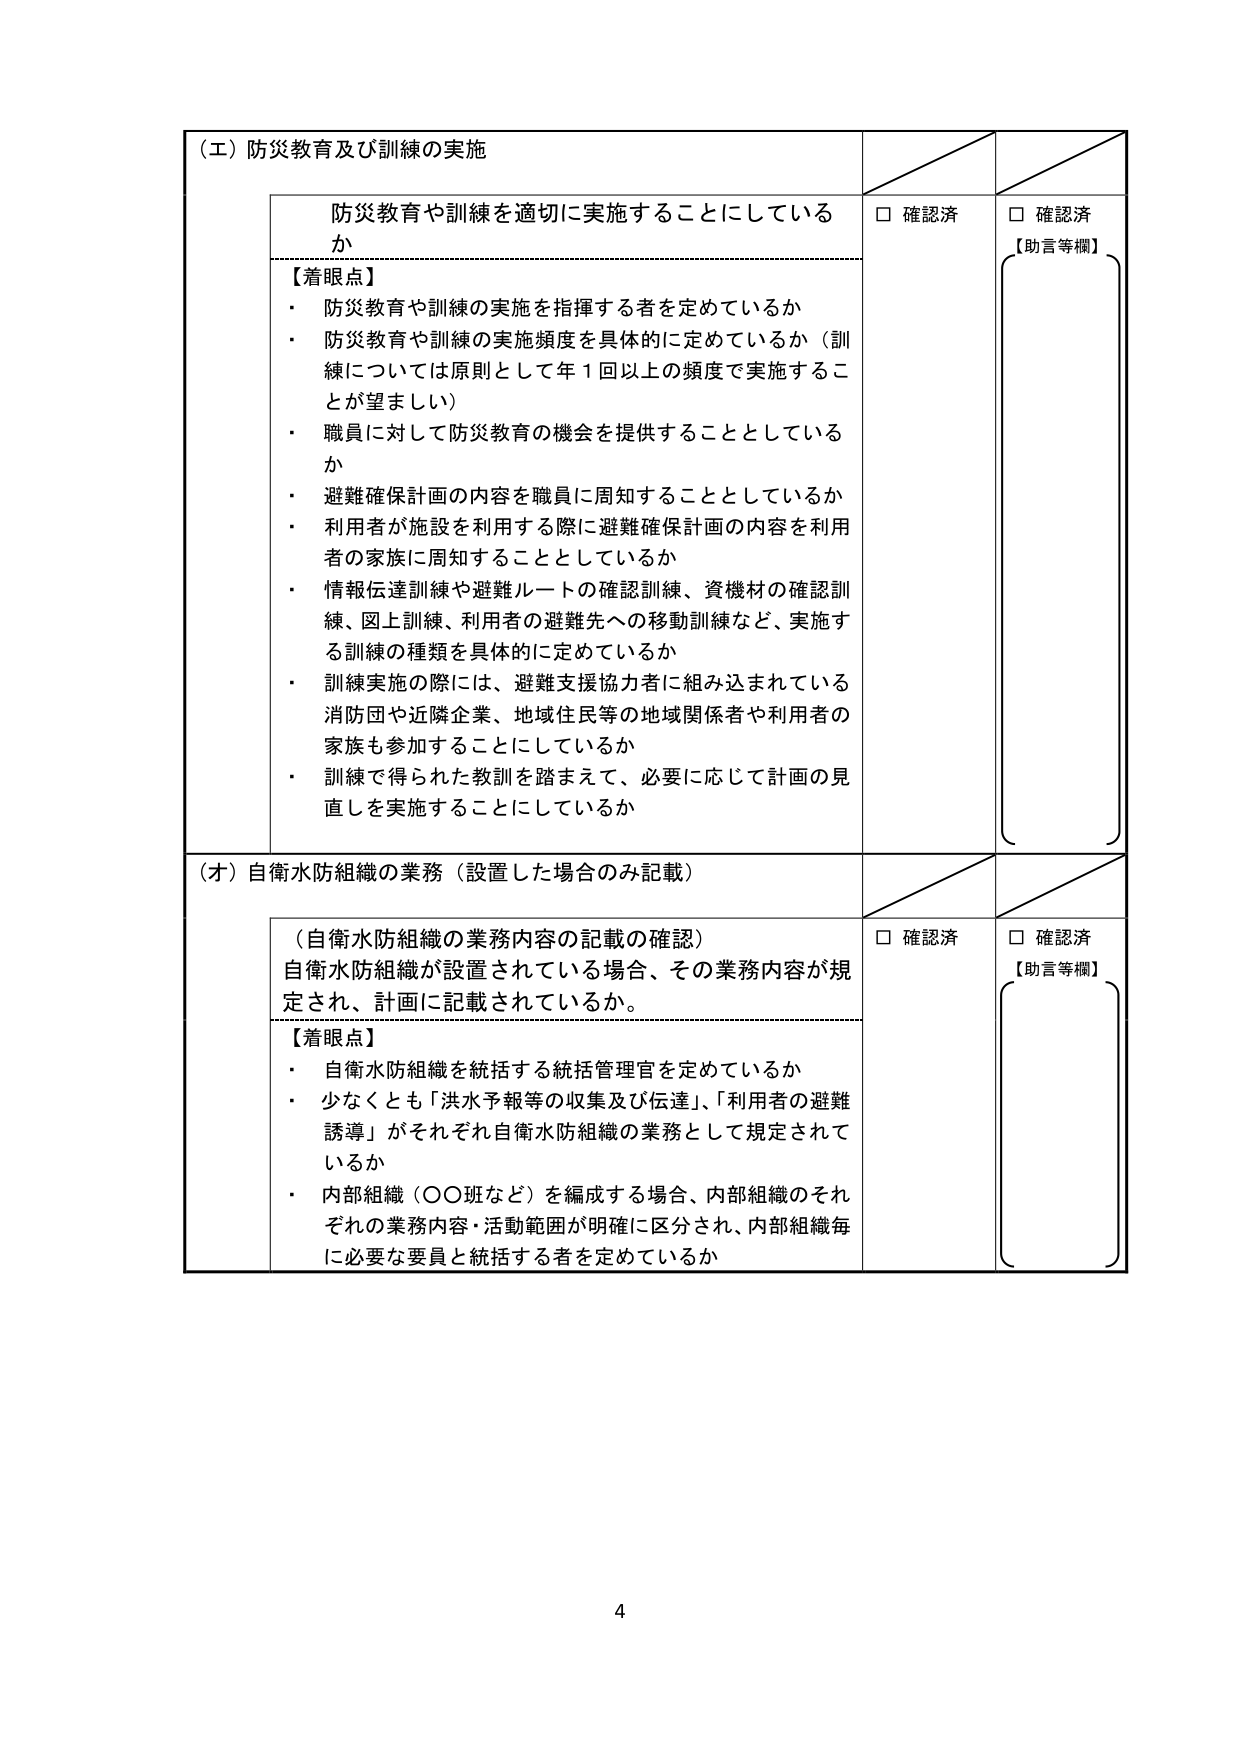 （エ）防災教育及び訓練の実施
防災教育や訓練を適切に実施することにしている
か
□ 確認済
□ 確認済
【助言等欄】
【着眼点】
・ 防災教育や訓練の実施を指揮する者を定めているか
・ 防災教育や訓練の実施頻度を具体的に定めているか（訓
練については原則として年１回以上の頻度で実施するこ
とが望ましい）
・ 職員に対して防災教育の機会を提供することとしている
か
・ 避難確保計画の内容を職員に周知することとしているか
・ 利用者が施設を利用する際に避難確保計画の内容を利用
者の家族に周知することとしているか
・ 情報伝達訓練や避難ルートの確認訓練、資機材の確認訓
練、図上訓練、利用者の避難先への移動訓練など、実施す
る訓練の種類を具体的に定めているか
・ 訓練実施の際には、避難支援協力者に組み込まれている
消防団や近隣企業、地域住民等の地域関係者や利用者の
家族も参加することにしているか
・ 訓練で得られた教訓を踏まえて、必要に応じて計画の見
直しを実施することにしているか
（オ）自衛水防組織の業務（設置した場合のみ記載）
（自衛水防組織の業務内容の記載の確認）
自衛水防組織が設置されている場合、その業務内容が規
定され、計画に記載されているか。
□ 確認済
□ 確認済
【助言等欄】
【着眼点】
・ 自衛水防組織を統括する統括管理官を定めているか
・ 少なくとも「洪水予報等の収集及び伝達」、「利用者の避難
誘導」がそれぞれ自衛水防組織の業務として規定されて
いるか
・ 内部組織（〇〇班など）を編成する場合、内部組織のそれ
ぞれの業務内容・活動範囲が明確に区分され、内部組織毎
に必要な要員と統括する者を定めているか
4